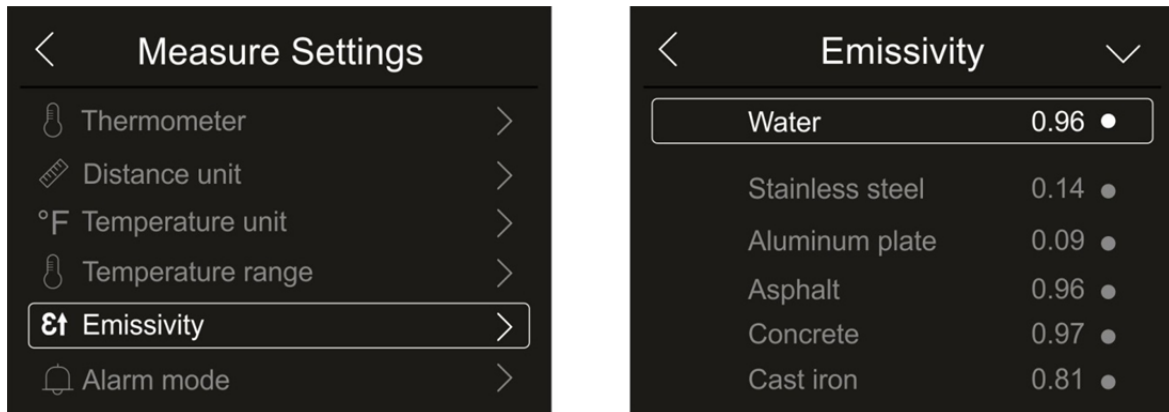 Measure Settings
Thermometer
Distance unit
°F Temperature unit
Temperature range
ε↑ Emissivity
Alarm mode
Emissivity
Water 0.96
Stainless steel 0.14
Aluminum plate 0.09
Asphalt 0.96
Concrete 0.97
Cast iron 0.81